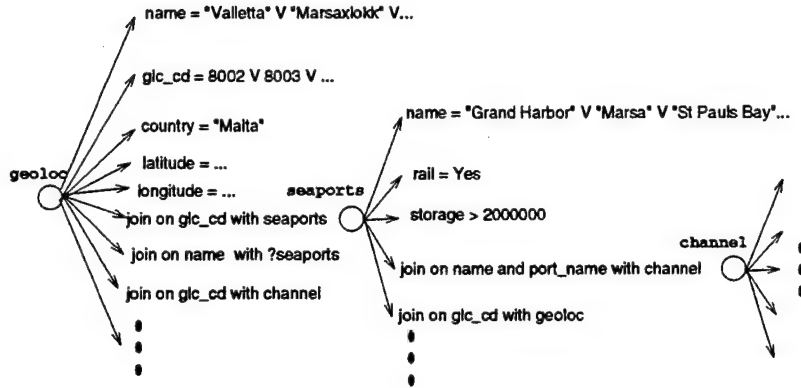 name = "Valletta" V "Marsaxlokk" V...
glc_cd = 8002 V 8003 V ...
country = "Malta"
latitude = ...
longitude = ...
geoloc
join on glc_cd with seaports
join on name with ?seaports
join on glc_cd with channel
name = "Grand Harbor" V "Marsa" V "St Pauls Bay"...
rail = Yes
seaports
storage > 2000000
join on name and port_name with channel
join on glc_cd with geoloc
channel